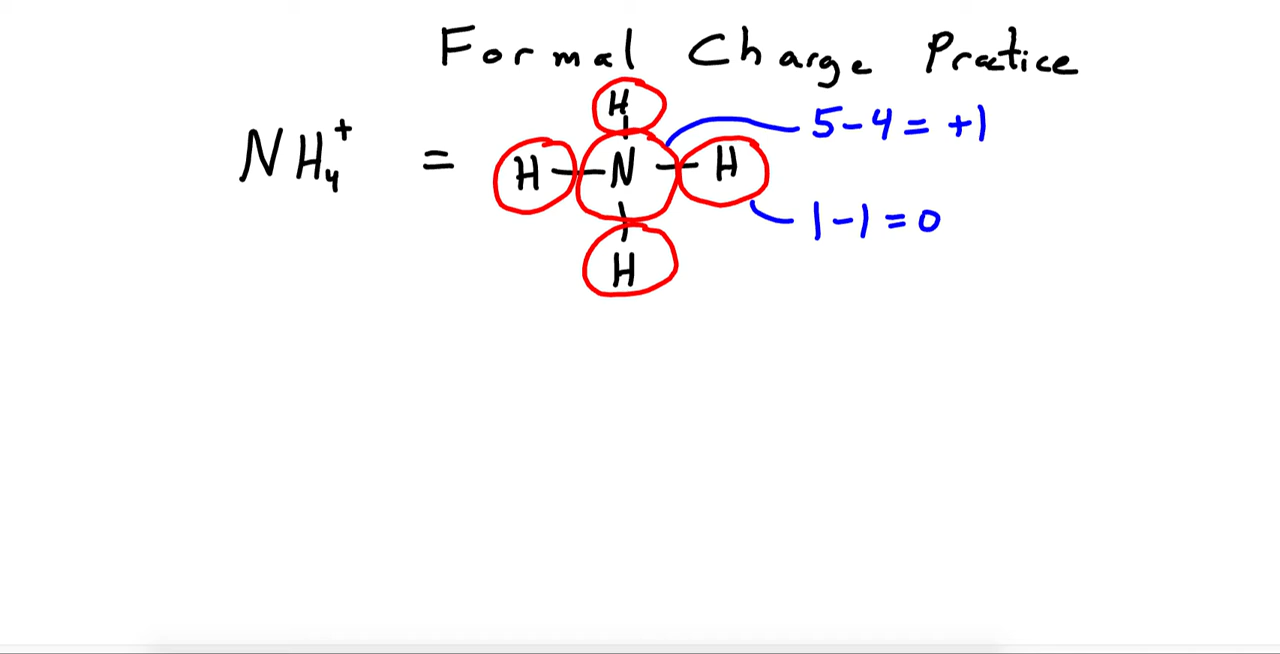 Formal Charge Practice
H
5-4=+1
NH₄⁺ = H-N-H
1-1=0
H